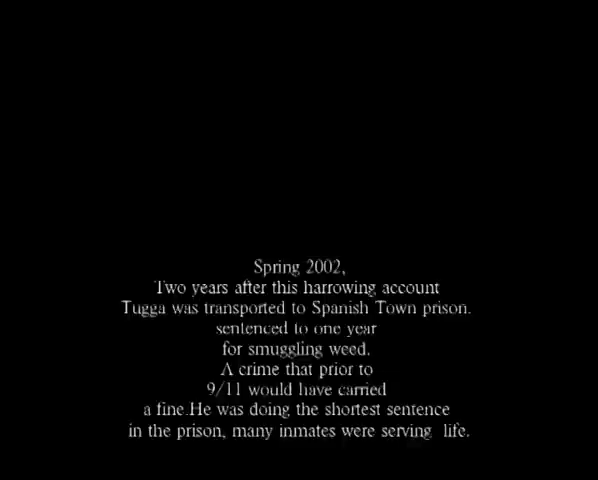 Spring 2002,
Two years after this harrowing account
Tugga was transported to Spanish Town prison.
sentenced to one year
for smuggling weed.
A crime that prior to
9/11 would have carried
a fine.He was doing the shortest sentence
in the prison, many inmates were serving life.